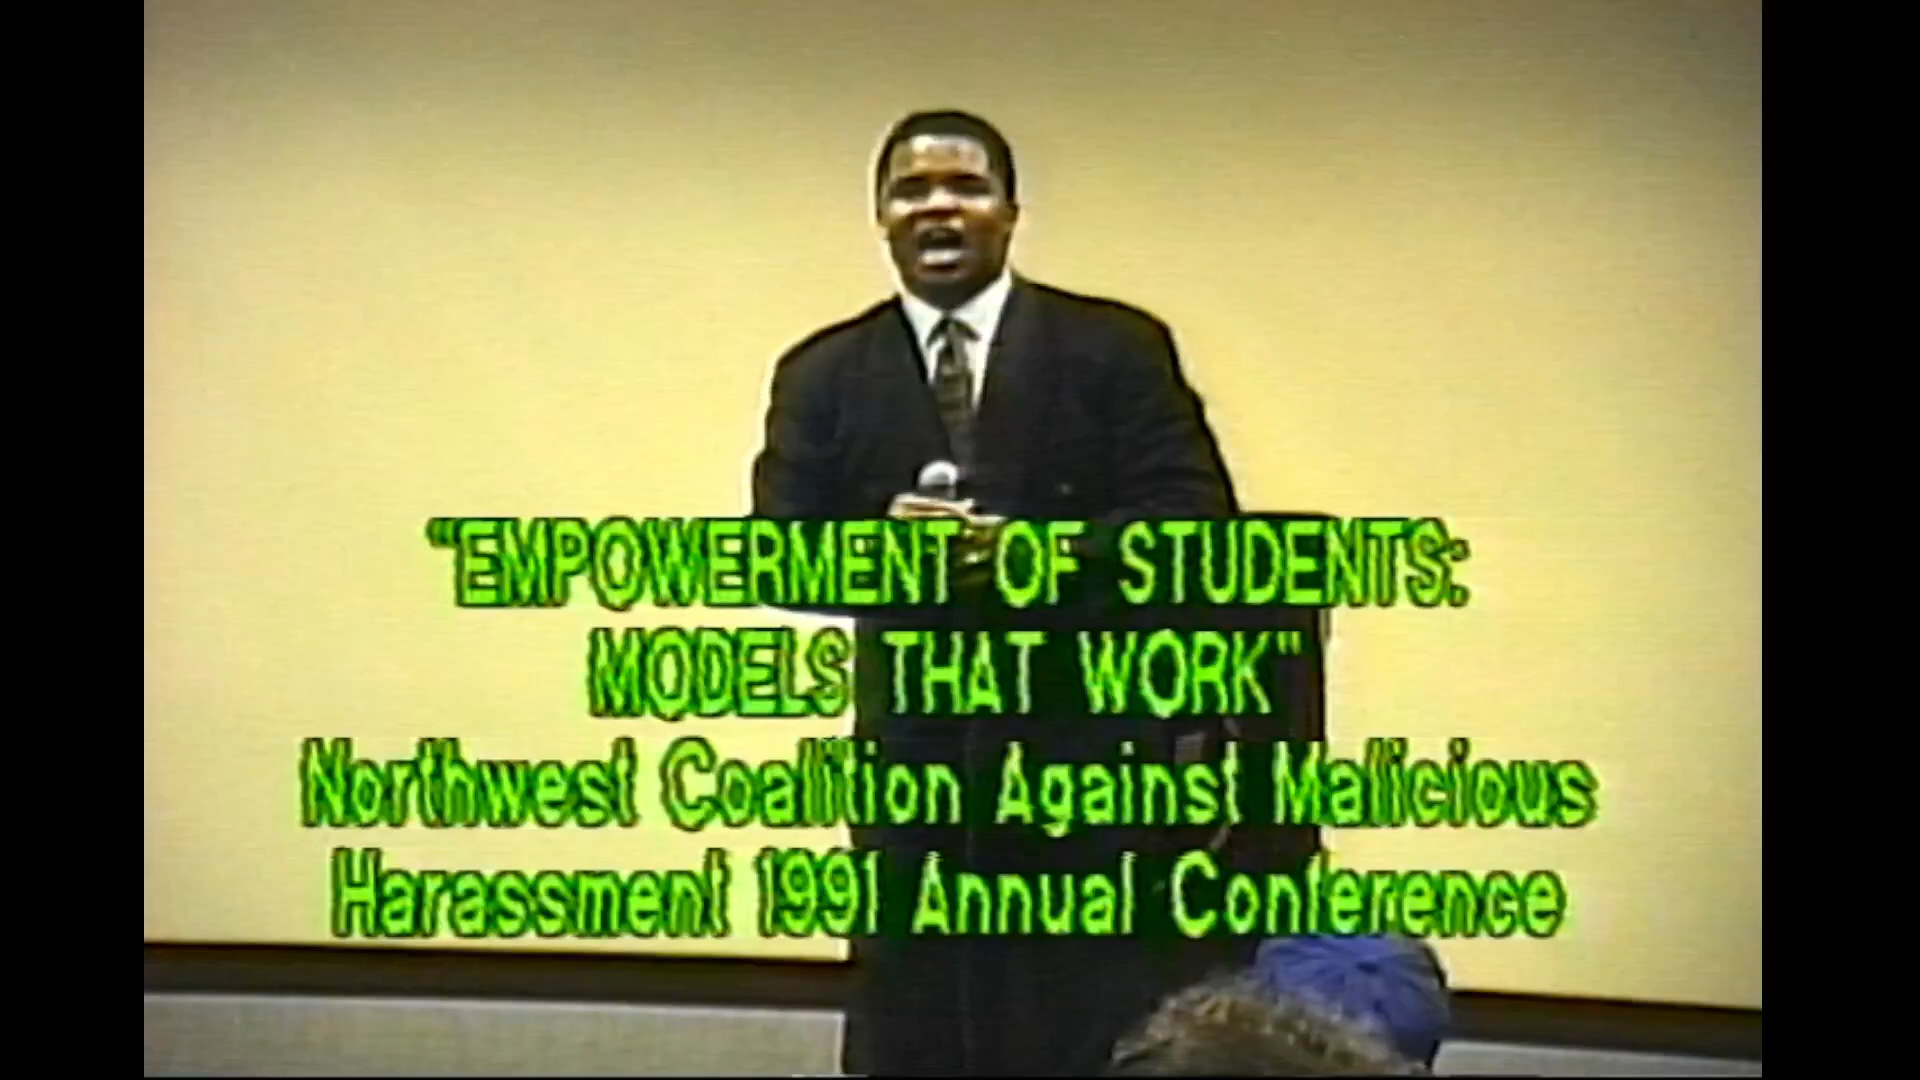 "EMPOWERMENT OF STUDENTS:
MODELS THAT WORK"
Northwest Coalition Against Malicious
Harassment 1991 Annual Conference